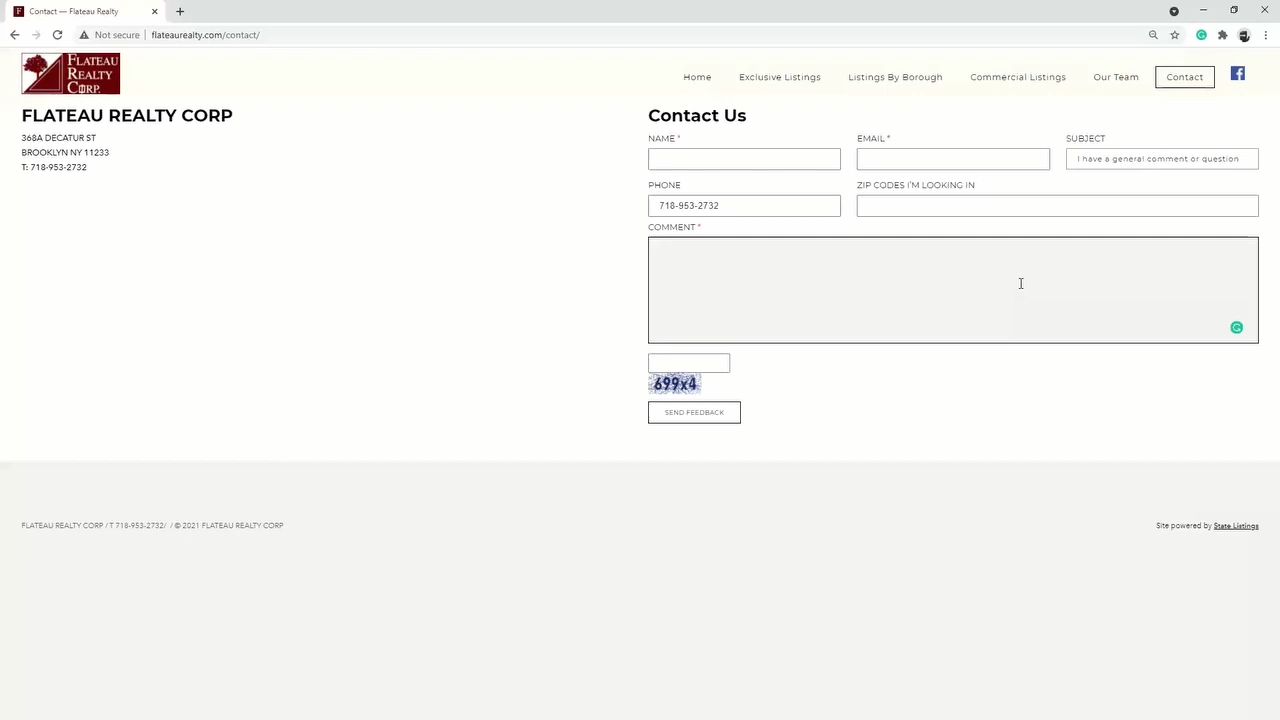 Contact — Flateau Realty
Not secure
flateaurealty.com/contact/
FLATEAU
REALTY
CORP.
Home
Exclusive Listings
Listings By Borough
Commercial Listings
Our Team
Contact
FLATEAU REALTY CORP
368A DECATUR ST
BROOKLYN NY 11233
T: 718-953-2732
Contact Us
NAME *
EMAIL *
SUBJECT
I have a general comment or question
PHONE
ZIP CODES I'M LOOKING IN
718-953-2732
COMMENT *
699x4
SEND FEEDBACK
FLATEAU REALTY CORP / T 718-953-2732/ / © 2021 FLATEAU REALTY CORP
Site powered by State Listings